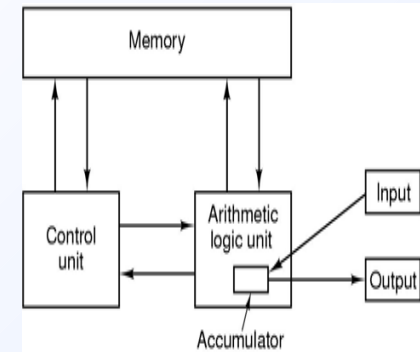 Memory
Control
unit
Arithmetic
logic unit
Input
Output
Accumulator